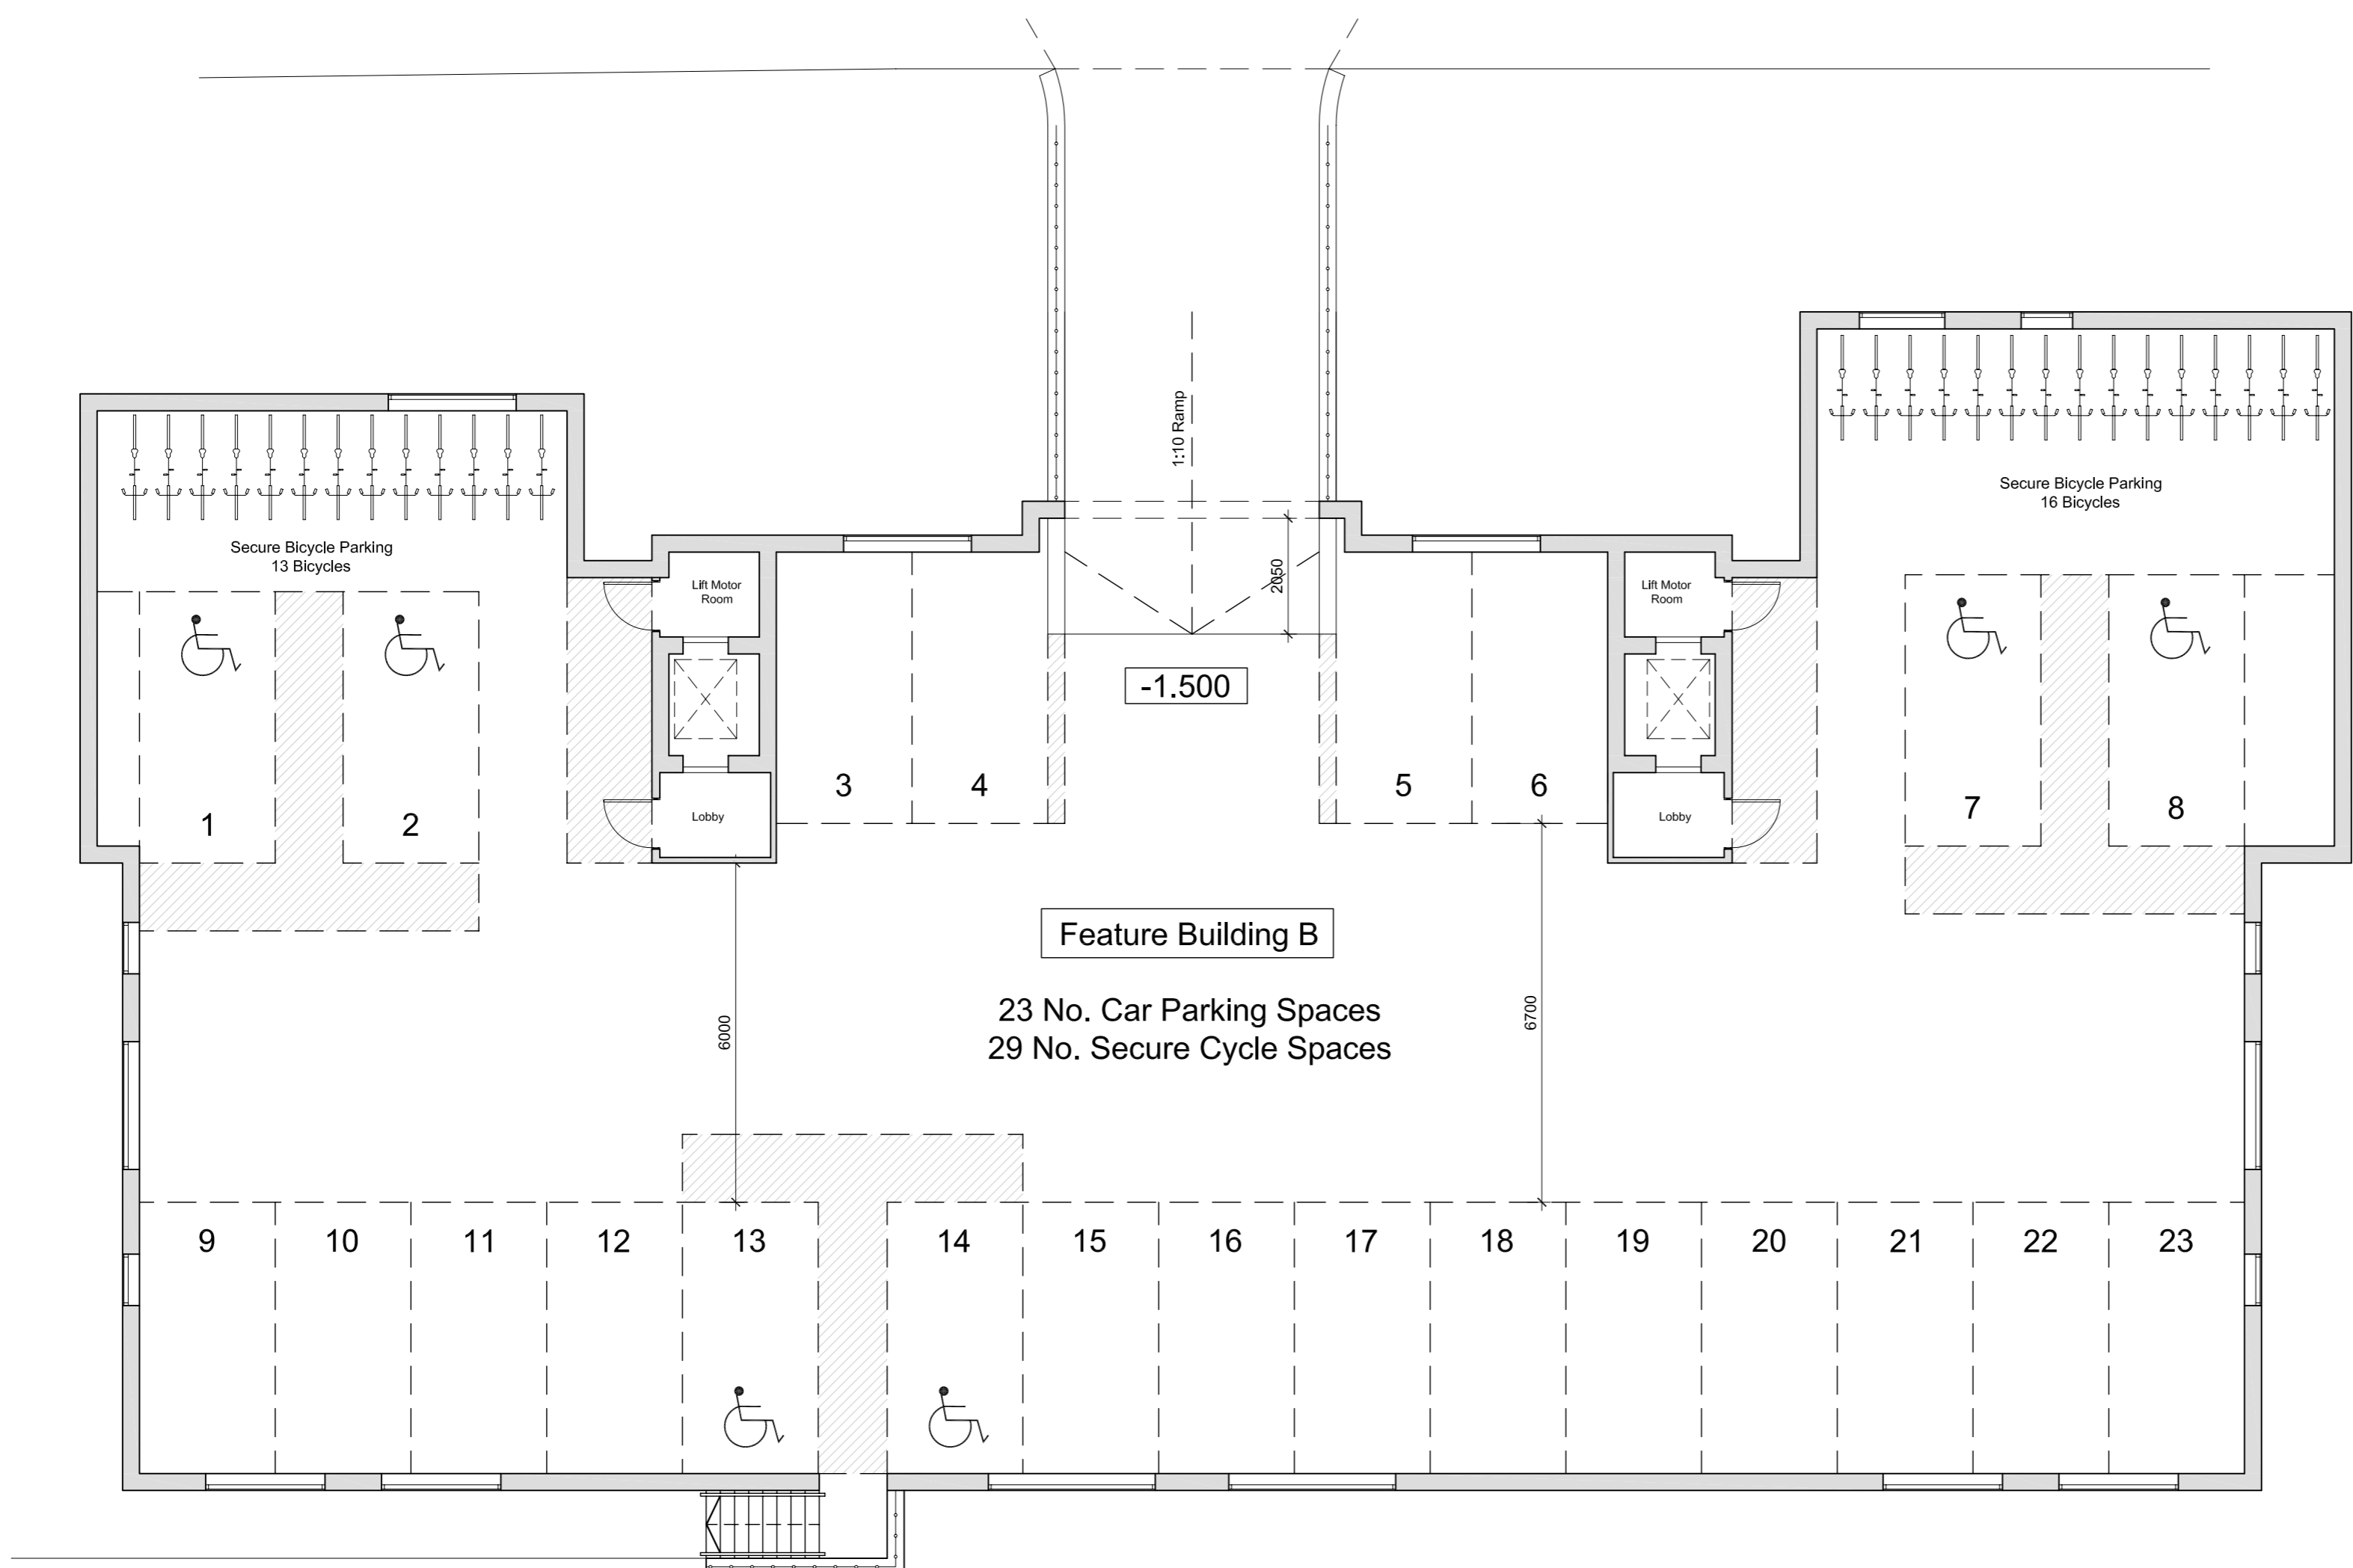 1:10 Ramp
Secure Bicycle Parking
16 Bicycles
Secure Bicycle Parking
13 Bicycles
Lift Motor
Room
2050
Lift Motor
Room
-1.500
1
2
3
4
5
6
7
8
Lobby
Lobby
Feature Building B
23 No. Car Parking Spaces
29 No. Secure Cycle Spaces
6000
6700
9
10
11
12
13
14
15
16
17
18
19
20
21
22
23